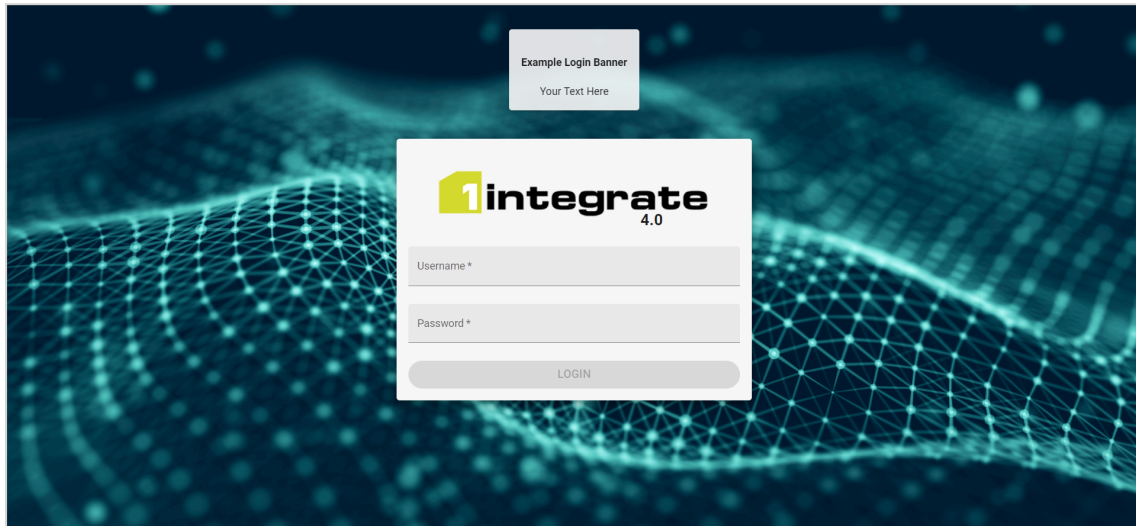 Example Login Banner
Your Text Here
1integrate
4.0
Username *
Password *
LOGIN